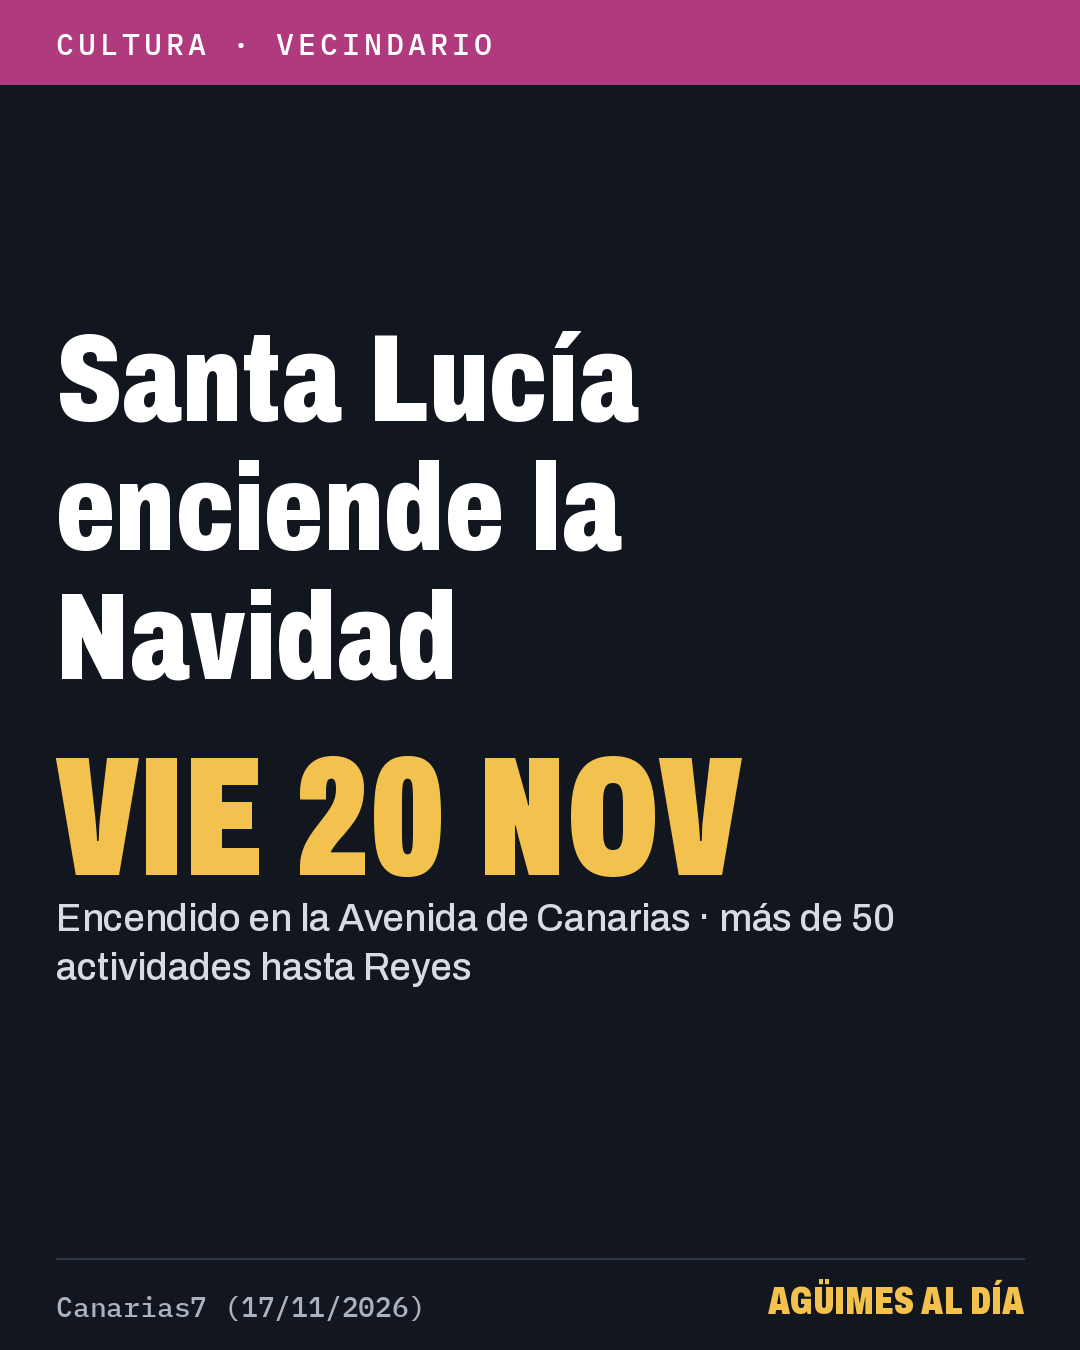 CULTURA · VECINDARIO
Santa Lucía
enciende la
Navidad
VIE 20 NOV
Encendido en la Avenida de Canarias · más de 50
actividades hasta Reyes
Canarias7 (17/11/2026)
AGÜIMES AL DÍA